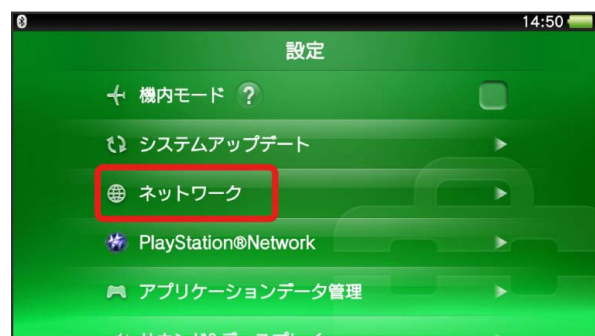 14:50
設定
機内モード ?
システムアップデート
ネットワーク
PlayStation®Network
アプリケーションデータ管理